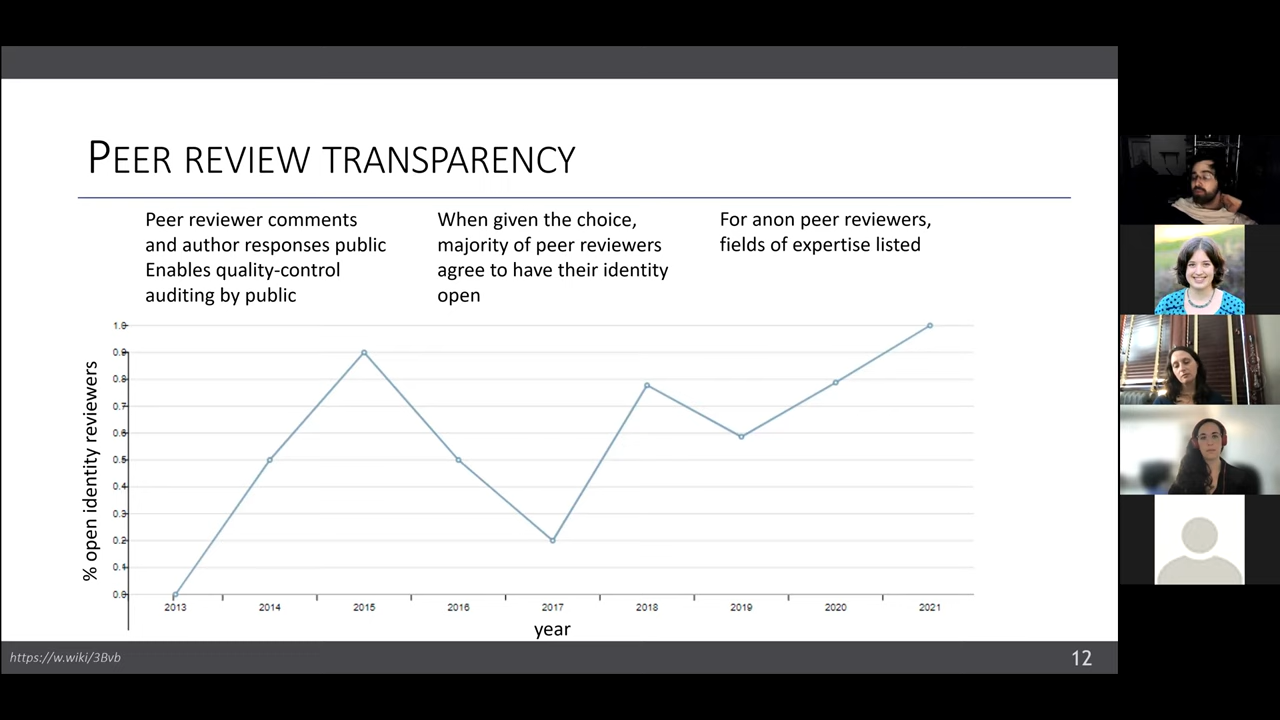 PEER REVIEW TRANSPARENCY
Peer reviewer comments
and author responses public
Enables quality-control
auditing by public
When given the choice,
majority of peer reviewers
agree to have their identity
open
For anon peer reviewers,
fields of expertise listed
% open identity reviewers
1.0
0.9
0.8
0.7
0.6
0.5
0.4
0.3
0.2
0.1
0.0
2013 2014 2015 2016 2017 2018 2019 2020 2021
year
https://w.wiki/3Bvb
12